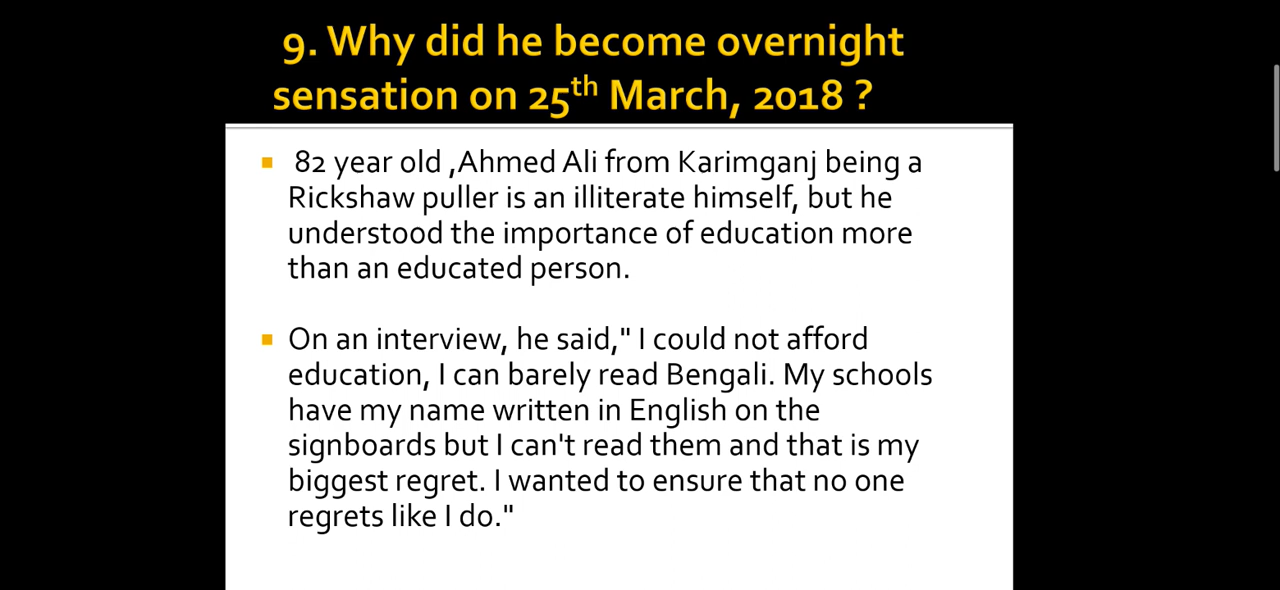 9. Why did he become overnight
sensation on 25th March, 2018 ?
82 year old ,Ahmed Ali from Karimganj being a
Rickshaw puller is an illiterate himself, but he
understood the importance of education more
than an educated person.
On an interview, he said," I could not afford
education, I can barely read Bengali. My schools
have my name written in English on the
signboards but I can't read them and that is my
biggest regret. I wanted to ensure that no one
regrets like I do."